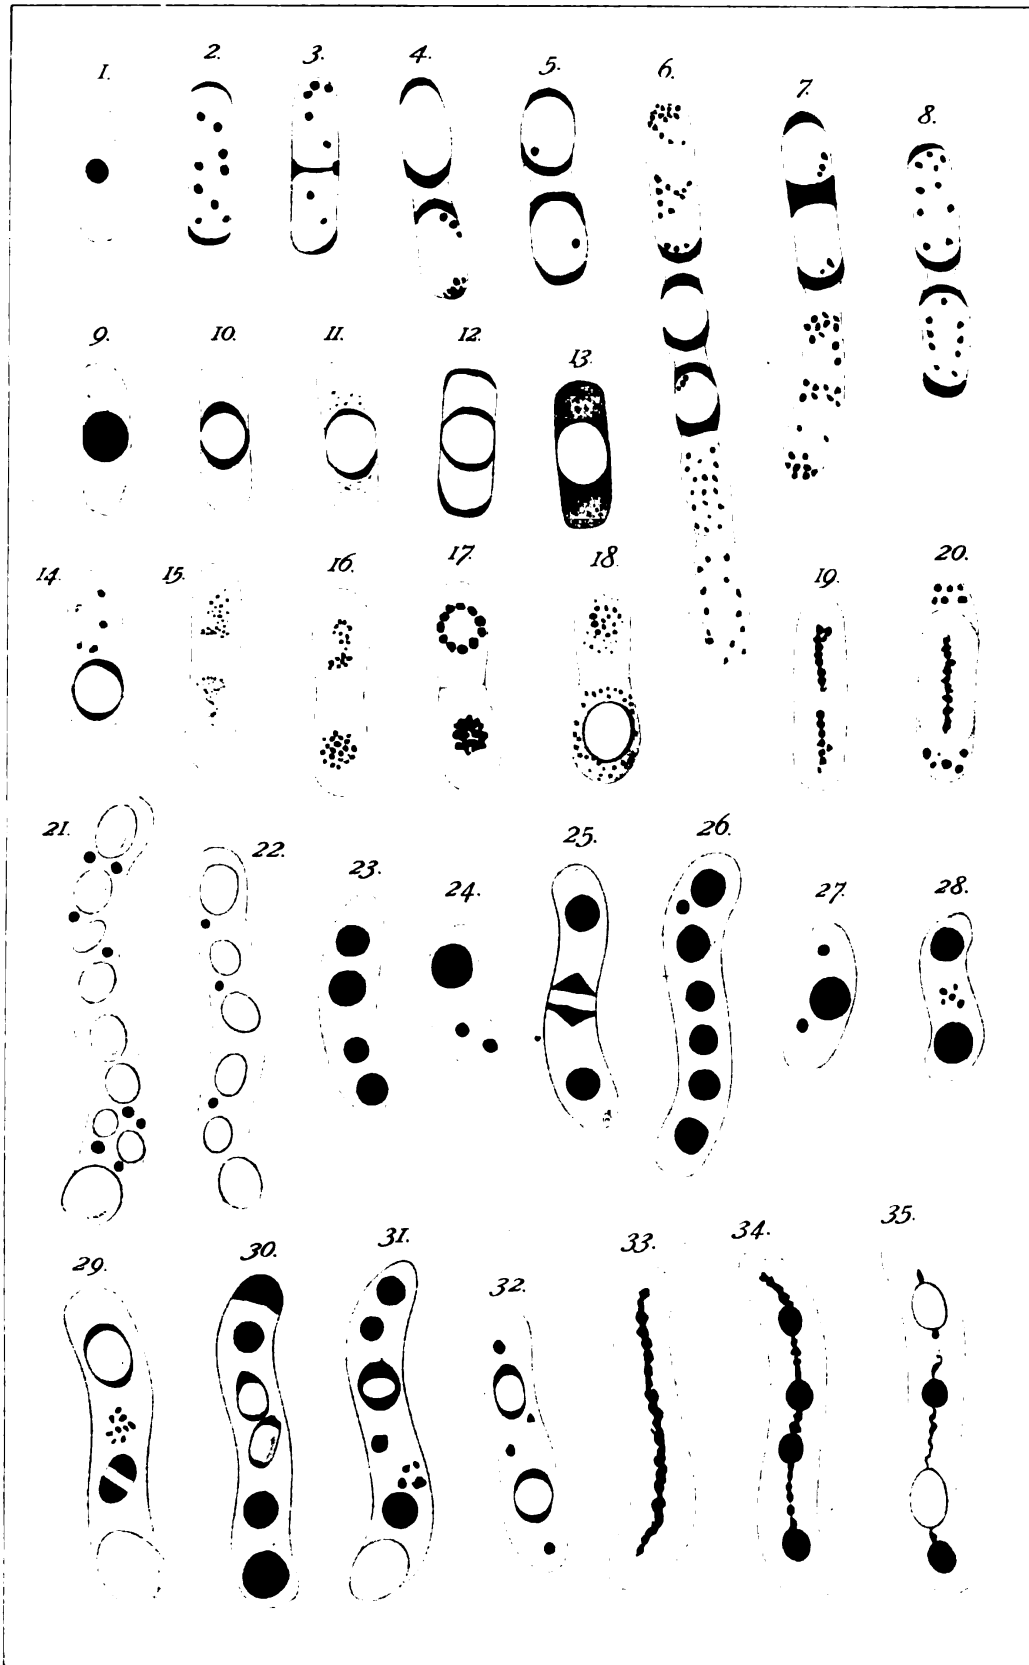 1. 2. 3. 4. 5. 6. 7. 8.
9. 10. 11. 12. 13.
14. 15. 16. 17. 18. 19. 20.
21. 22. 23. 24. 25. 26. 27. 28.
29. 30. 31. 32. 33. 34. 35.